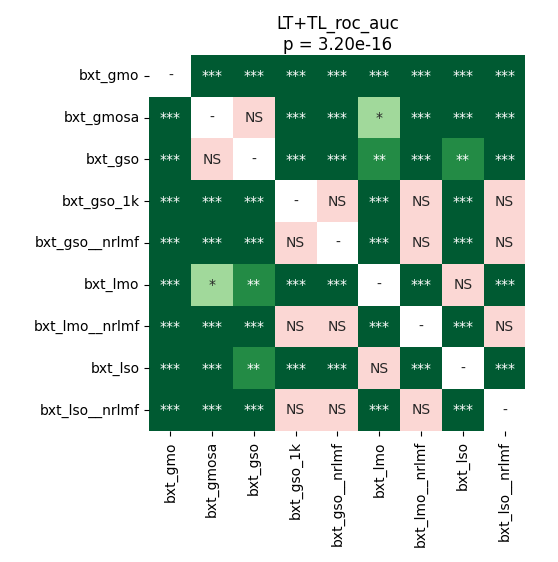 LT+TL_roc_auc
p = 3.20e-16
bxt_gmo - *** *** *** *** *** *** *** ***
bxt_gmosa *** - NS *** *** * *** *** ***
bxt_gso *** NS - *** *** ** *** ** ***
bxt_gso_1k *** *** *** - NS *** NS *** NS
bxt_gso__nrlmf *** *** *** NS - *** NS *** NS
bxt_lmo *** * ** *** *** - *** NS ***
bxt_lmo__nrlmf *** *** *** NS NS *** - *** NS
bxt_lso *** *** ** *** *** NS *** - ***
bxt_lso__nrlmf *** *** *** NS NS *** NS *** -
bxt_gmo
bxt_gmosa
bxt_gso
bxt_gso_1k
bxt_gso__nrlmf
bxt_lmo
bxt_lmo__nrlmf
bxt_lso
bxt_lso__nrlmf